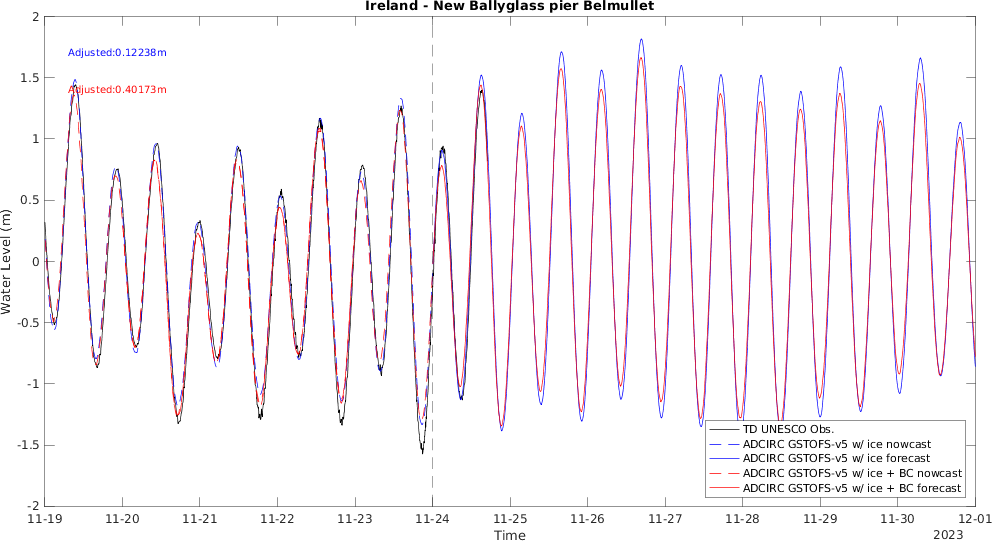 Ireland - New Ballyglass pier Belmullet
Adjusted:0.12238m
Adjusted:0.40173m
Water Level (m)
2
1.5
1
0.5
0
-0.5
-1
-1.5
-2
TD UNESCO Obs.
ADCIRC GSTOFS-v5 w/ ice nowcast
ADCIRC GSTOFS-v5 w/ ice forecast
ADCIRC GSTOFS-v5 w/ ice + BC nowcast
ADCIRC GSTOFS-v5 w/ ice + BC forecast
11-19 11-20 11-21 11-22 11-23 11-24 11-25 11-26 11-27 11-28 11-29 11-30 12-01
Time
2023